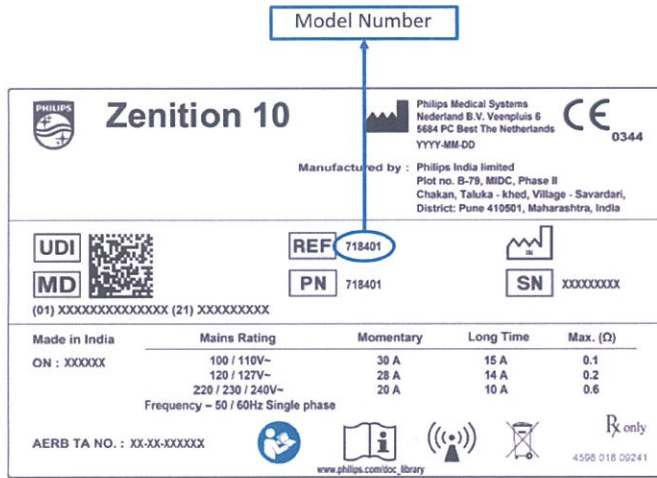 Model Number
PHILIPS
Zenition 10
Philips Medical Systems
Nederland B.V. Veenpluis 6
5684 PC Best The Netherlands
YYYY-MM-DD
CE 0344
Manufactured by : Philips India limited
Plot no. B-79, MIDC, Phase II
Chakan, Taluka - khed, Village - Savardari,
District: Pune 410501, Maharashtra, India
UDI REF 718401 IN
MD PN 718401 SN XXXXXXXXX
(01) XXXXXXXXXXXXXX (21) XXXXXXXXX
Made in India Mains Rating Momentary Long Time Max. (Ω)
ON : XXXXXX 100 / 110V~ 30 A 15 A 0.1
120 / 127V~ 28 A 14 A 0.2
220 / 230 / 240V~ 20 A 10 A 0.6
Frequency – 50 / 60Hz Single phase
AERB TA NO. : XX-XX-XXXXXX
Rx only
4598 018 09241
www.philips.com/doc_library